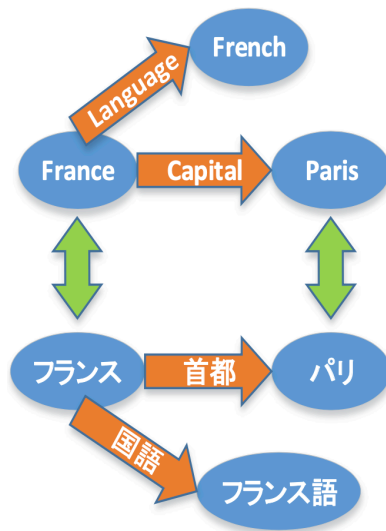 French
Language
France
Capital
Paris
フランス
首都
パリ
国語
フランス語